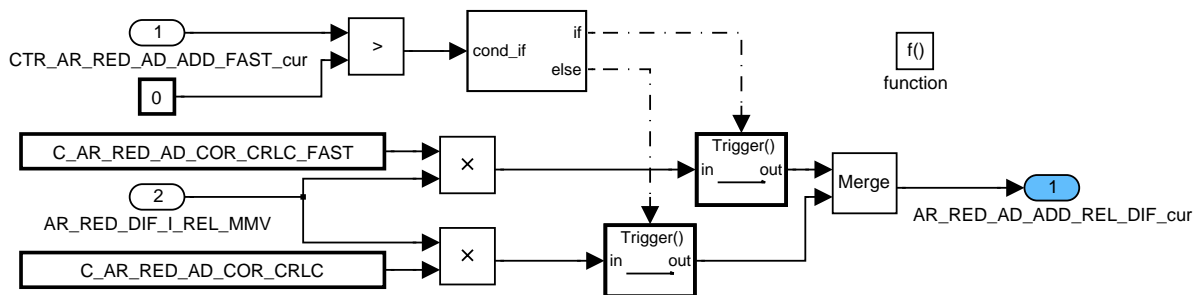 1
CTR_AR_RED_AD_ADD_FAST_cur
0
>
cond_if
if
else
f()
function
C_AR_RED_AD_COR_CRLC_FAST
×
Trigger()
in
out
2
AR_RED_DIF_I_REL_MMV
Merge
1
AR_RED_AD_ADD_REL_DIF_cur
C_AR_RED_AD_COR_CRLC
×
Trigger()
in
out